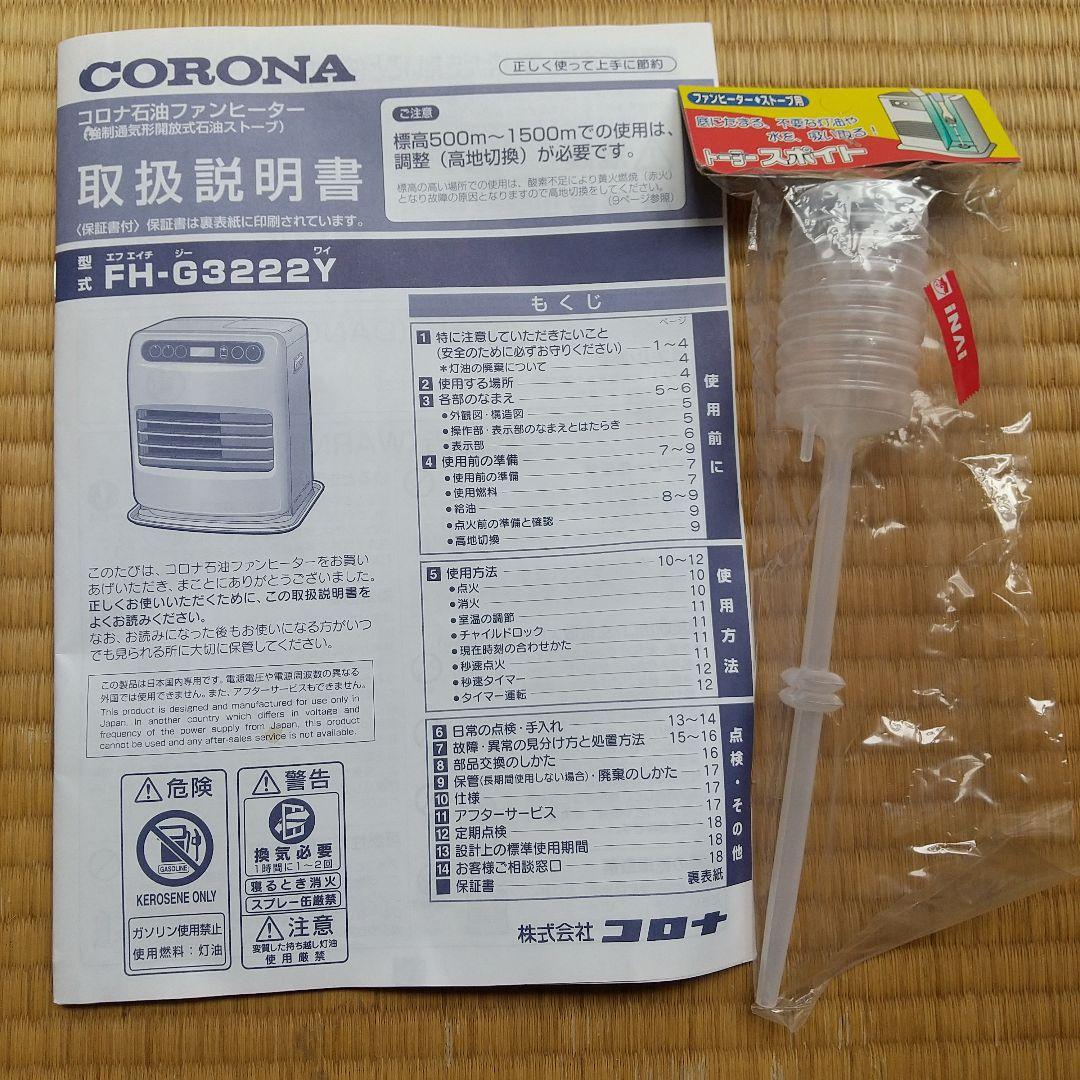 CORONA
正しく使って上手に節約
コロナ石油ファンヒーター
(強制通気形開放式石油ストーブ)
取扱説明書
〈保証書付〉保証書は裏表紙に印刷されています。
ご注意
標高500m～1500mでの使用は、
調整（高地切換）が必要です。
標高の高い場所での使用は、酸素不足により黄火燃焼（赤火）
となり故障の原因となりますので高地切換をしてください。
(9ページ参照)
型式
エフエイチ ジー ワイ
FH-G3222Y
もくじ
ページ
1 特に注意していただきたいこと
(安全のために必ずお守りください) 1～4
＊灯油の廃棄について 4
2 使用する場所 4
3 各部のなまえ 5～6
●外観図・構造図 5
●操作部・表示部のなまえとはたらき 5
●表示部 6
4 使用前の準備 7～9
●使用前の準備 7
●使用燃料 7
●給油 8～9
●点火前の準備と確認 9
●高地切換 9
使用前に
5 使用方法 10～12
●点火 10
●消火 10
●室温の調節 11
●チャイルドロック 11
●現在時刻の合わせかた 11
●秒速点火 11
●秒速タイマー 12
●タイマー運転 12
使用方法
6 日常の点検・手入れ 13～14
7 故障・異常の見分け方と処置方法 15～16
8 部品交換のしかた 16
9 保管(長期間使用しない場合)・廃棄のしかた 17
10 仕様 17
11 アフターサービス 17
12 定期点検 18
13 設計上の標準使用期間 18
14 お客様ご相談窓口 18
保証書 裏表紙
点検・その他
このたびは、コロナ石油ファンヒーターをお買い
あげいただき、まことにありがとうございました。
正しくお使いいただくために、この取扱説明書を
よくお読みください。
なお、お読みになった後もお使いになる方がいつ
でも見られる所に大切に保管してください。
この製品は日本国内専用です。電源電圧や電源周波数の異なる
外国では使用できません。また、アフターサービスもできません。
This product is designed and manufactured for use only in
Japan. In another country which differs in voltage and
frequency of the power supply from Japan, this product
cannot be used and any after-sales service is not available.
危険
GASOLINE
KEROSENE ONLY
ガソリン使用禁止
使用燃料：灯油
警告
換気必要
1時間に1～2回
寝るとき消火
スプレー缶厳禁
注意
変質した持ち越し灯油
使用厳禁
株式会社 コロナ
ファンヒーター・ストーブ用
底にたまる、不要な灯油や
水を、吸い取る！
トーヨースポイト
INAI